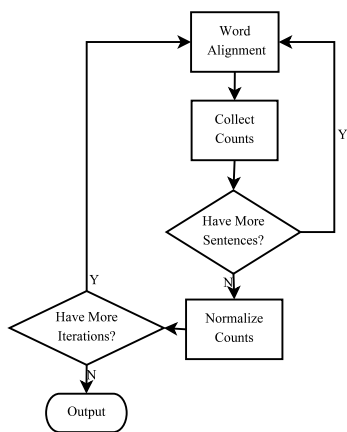 Word
Alignment
Collect
Counts
Y
Have More
Sentences?
N
Normalize
Counts
Y
Have More
Iterations?
N
Output